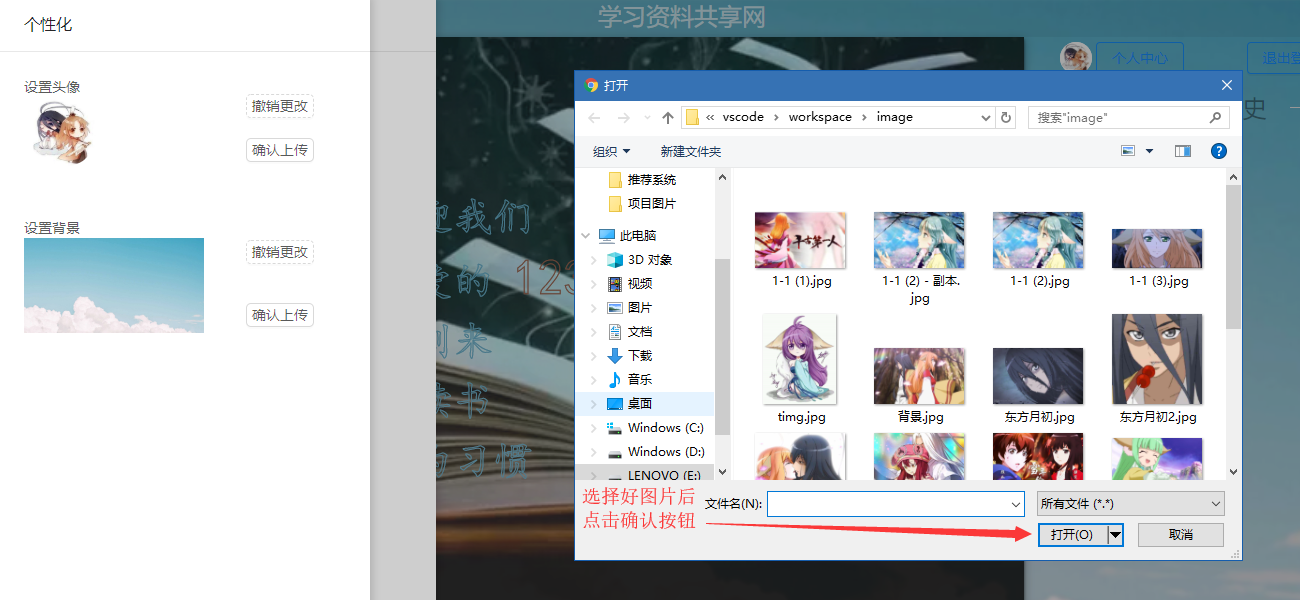 个性化
设置头像
撤销更改
确认上传
设置背景
撤销更改
确认上传
学习资料共享网
个人中心
退出登
史
迎我们
爱的 123
到来
读书
的习惯
打开
« vscode › workspace › image
搜索"image"
组织
新建文件夹
推荐系统
项目图片
此电脑
3D 对象
视频
图片
文档
下载
音乐
桌面
Windows (C:)
Windows (D:)
LENOVO (E:)
1-1 (1).jpg
1-1 (2) - 副本.
jpg
1-1 (2).jpg
1-1 (3).jpg
timg.jpg
背景.jpg
东方月初.jpg
东方月初2.jpg
选择好图片后
点击确认按钮
文件名(N):
所有文件 (*.*)
打开(O)
取消